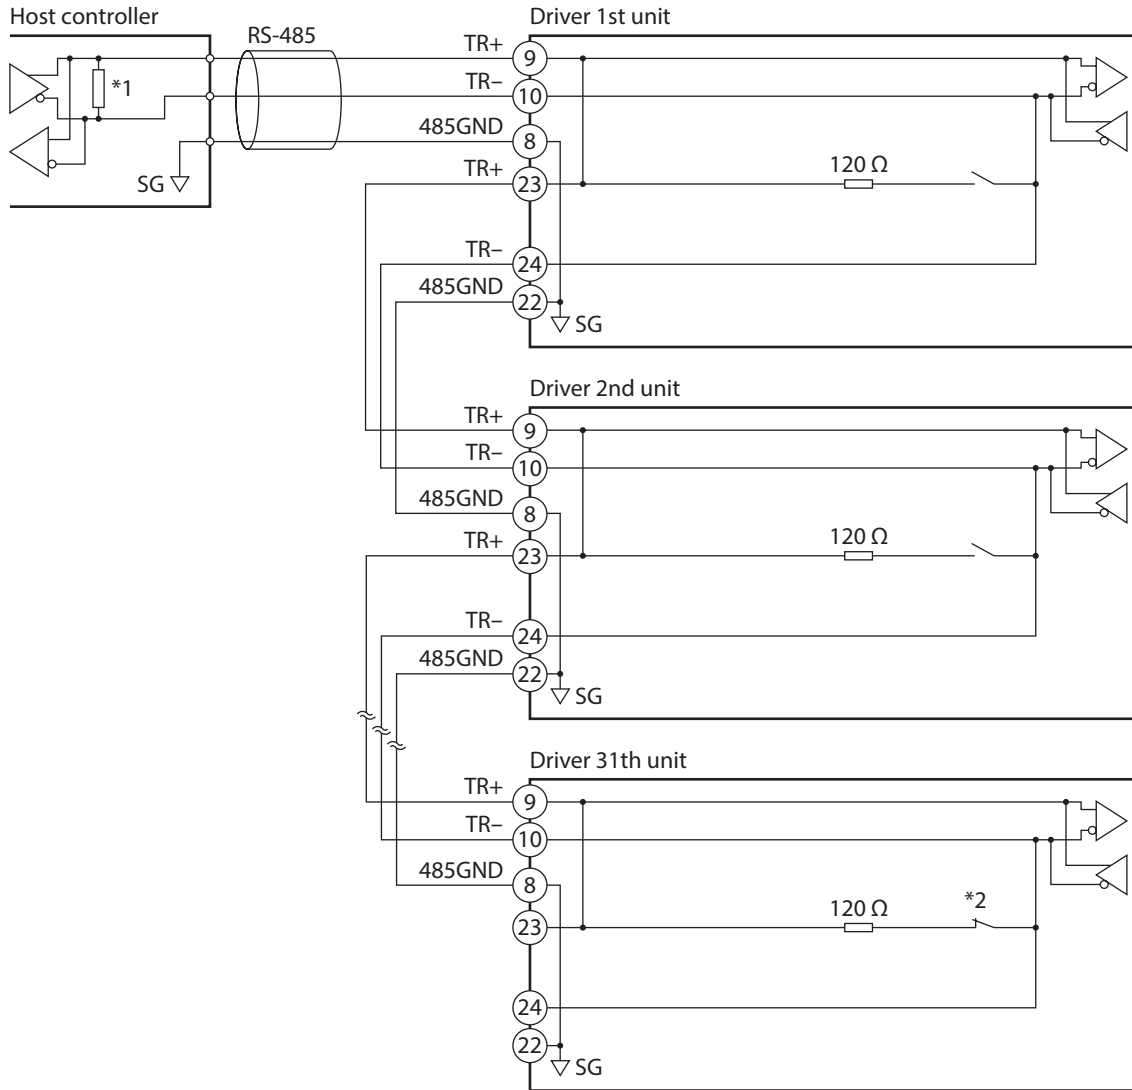 Host controller
RS-485
*1
SG
Driver 1st unit
TR+
9
TR–
10
485GND
8
TR+
23
120 Ω
TR–
24
485GND
22
SG
Driver 2nd unit
TR+
9
TR–
10
485GND
8
TR+
23
120 Ω
TR–
24
485GND
22
SG
Driver 31th unit
TR+
9
TR–
10
485GND
8
23
120 Ω
*2
24
22
SG